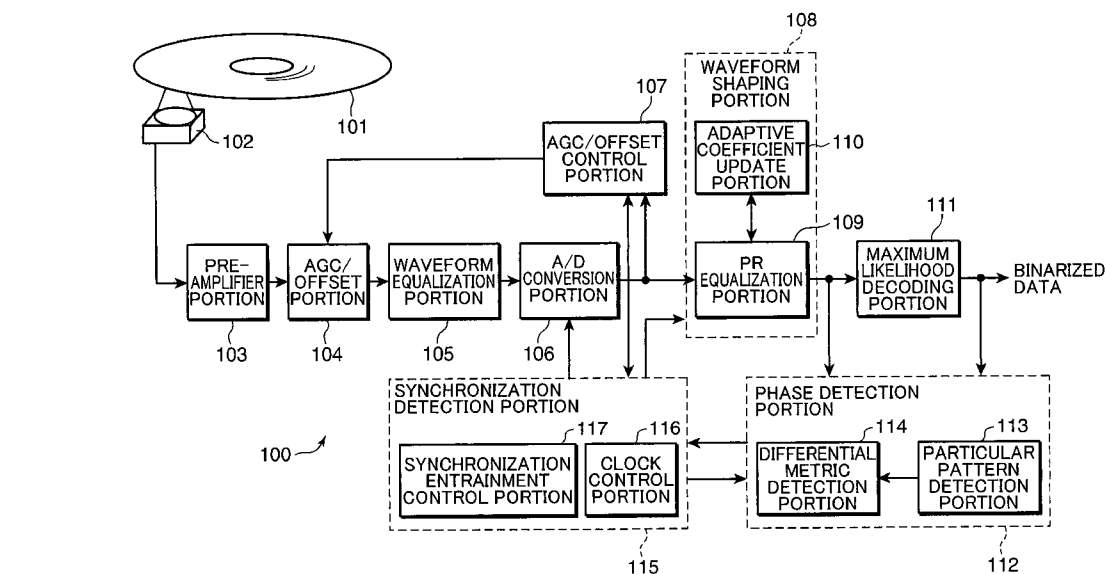 108
WAVEFORM
SHAPING
PORTION
107
101
102
AGC/OFFSET
CONTROL
PORTION
ADAPTIVE
COEFFICIENT
UPDATE
PORTION
110
109
111
PRE-
AMPLIFIER
PORTION
AGC/
OFFSET
PORTION
WAVEFORM
EQUALIZATION
PORTION
A/D
CONVERSION
PORTION
PR
EQUALIZATION
PORTION
MAXIMUM
LIKELIHOOD
DECODING
PORTION
BINARIZED
DATA
103
104
105
106
SYNCHRONIZATION
DETECTION PORTION
PHASE DETECTION
PORTION
117
116
114
113
100
SYNCHRONIZATION
ENTRAINMENT
CONTROL PORTION
CLOCK
CONTROL
PORTION
DIFFERENTIAL
METRIC
DETECTION
PORTION
PARTICULAR
PATTERN
DETECTION
PORTION
115
112